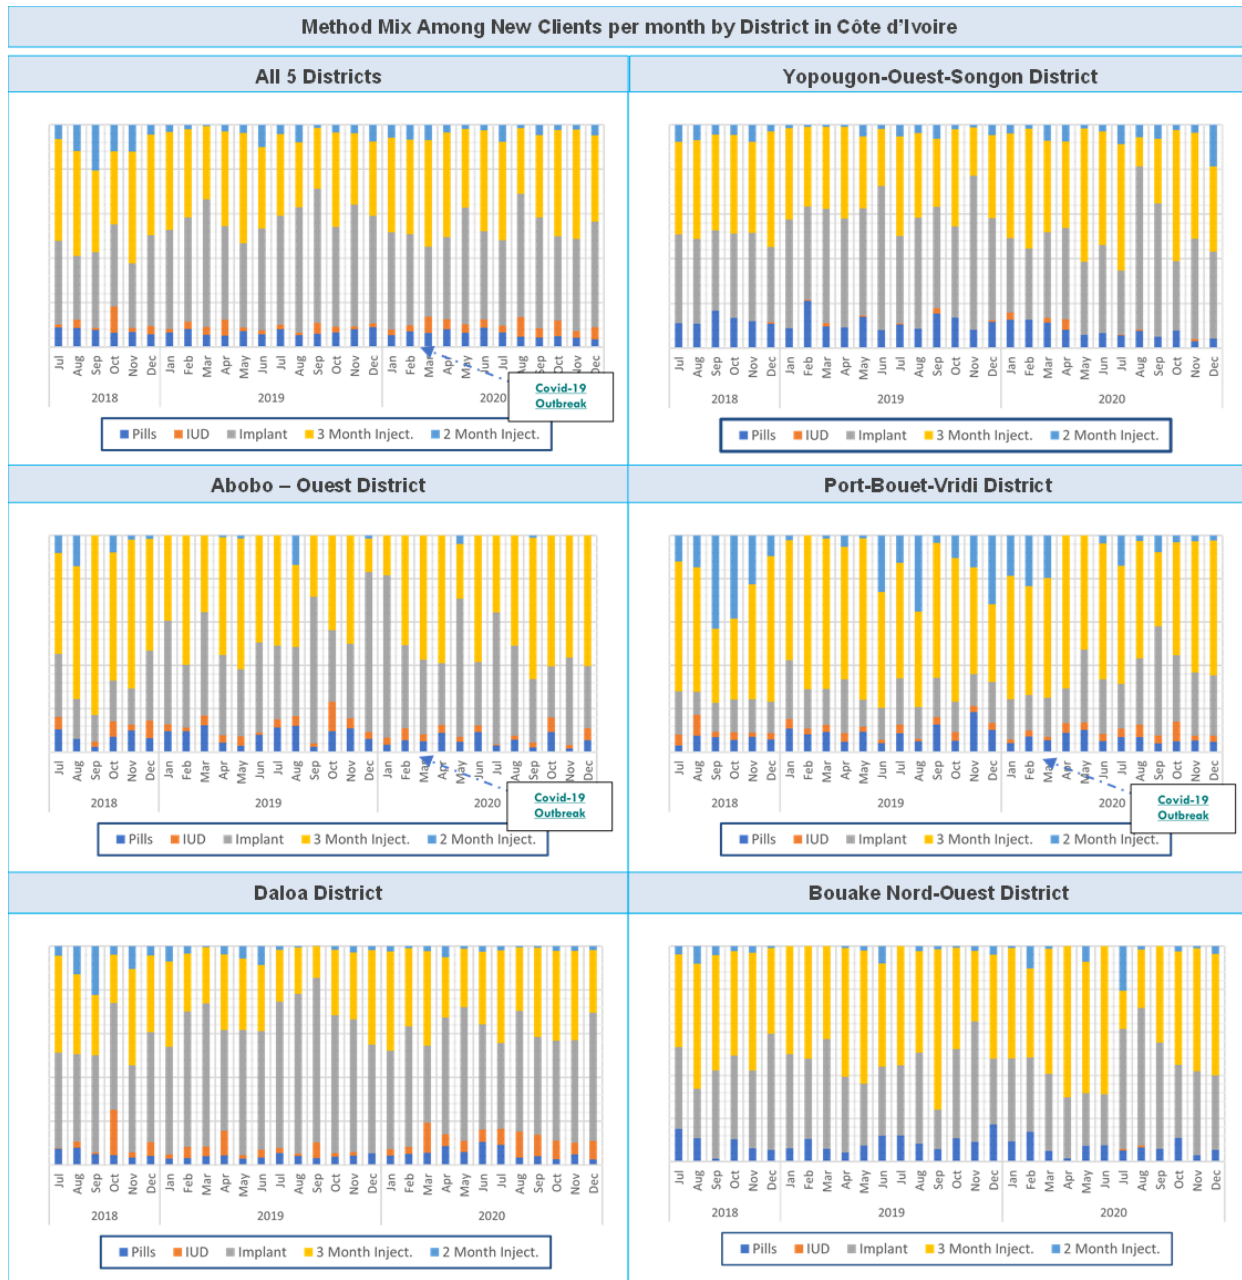 Method Mix Among New Clients per month by District in Côte d'Ivoire
All 5 Districts
Jul Aug Sep Oct Nov Dec Jan Feb Mar Apr May Jun Jul Aug Sep Oct Nov Dec Jan Feb Mar Apr May Jun Jul Aug Sep Oct Nov Dec
2018 2019 2020
Covid-19
Outbreak
Pills IUD Implant 3 Month Inject. 2 Month Inject.
Yopougon-Ouest-Songon District
Jul Aug Sep Oct Nov Dec Jan Feb Mar Apr May Jun Jul Aug Sep Oct Nov Dec Jan Feb Mar Apr May Jun Jul Aug Sep Oct Nov Dec
2018 2019 2020
Pills IUD Implant 3 Month Inject. 2 Month Inject.
Abobo – Ouest District
Jul Aug Sep Oct Nov Dec Jan Feb Mar Apr May Jun Jul Aug Sep Oct Nov Dec Jan Feb Mar Apr May Jun Jul Aug Sep Oct Nov Dec
2018 2019 2020
Covid-19
Outbreak
Pills IUD Implant 3 Month Inject. 2 Month Inject.
Port-Bouet-Vridi District
Jul Aug Sep Oct Nov Dec Jan Feb Mar Apr May Jun Jul Aug Sep Oct Nov Dec Jan Feb Mar Apr May Jun Jul Aug Sep Oct Nov Dec
2018 2019 2020
Covid-19
Outbreak
Pills IUD Implant 3 Month Inject. 2 Month Inject.
Daloa District
Jul Aug Sep Oct Nov Dec Jan Feb Mar Apr May Jun Jul Aug Sep Oct Nov Dec Jan Feb Mar Apr May Jun Jul Aug Sep Oct Nov Dec
2018 2019 2020
Pills IUD Implant 3 Month Inject. 2 Month Inject.
Bouake Nord-Ouest District
Jul Aug Sep Oct Nov Dec Jan Feb Mar Apr May Jun Jul Aug Sep Oct Nov Dec Jan Feb Mar Apr May Jun Jul Aug Sep Oct Nov Dec
2018 2019 2020
Pills IUD Implant 3 Month Inject. 2 Month Inject.